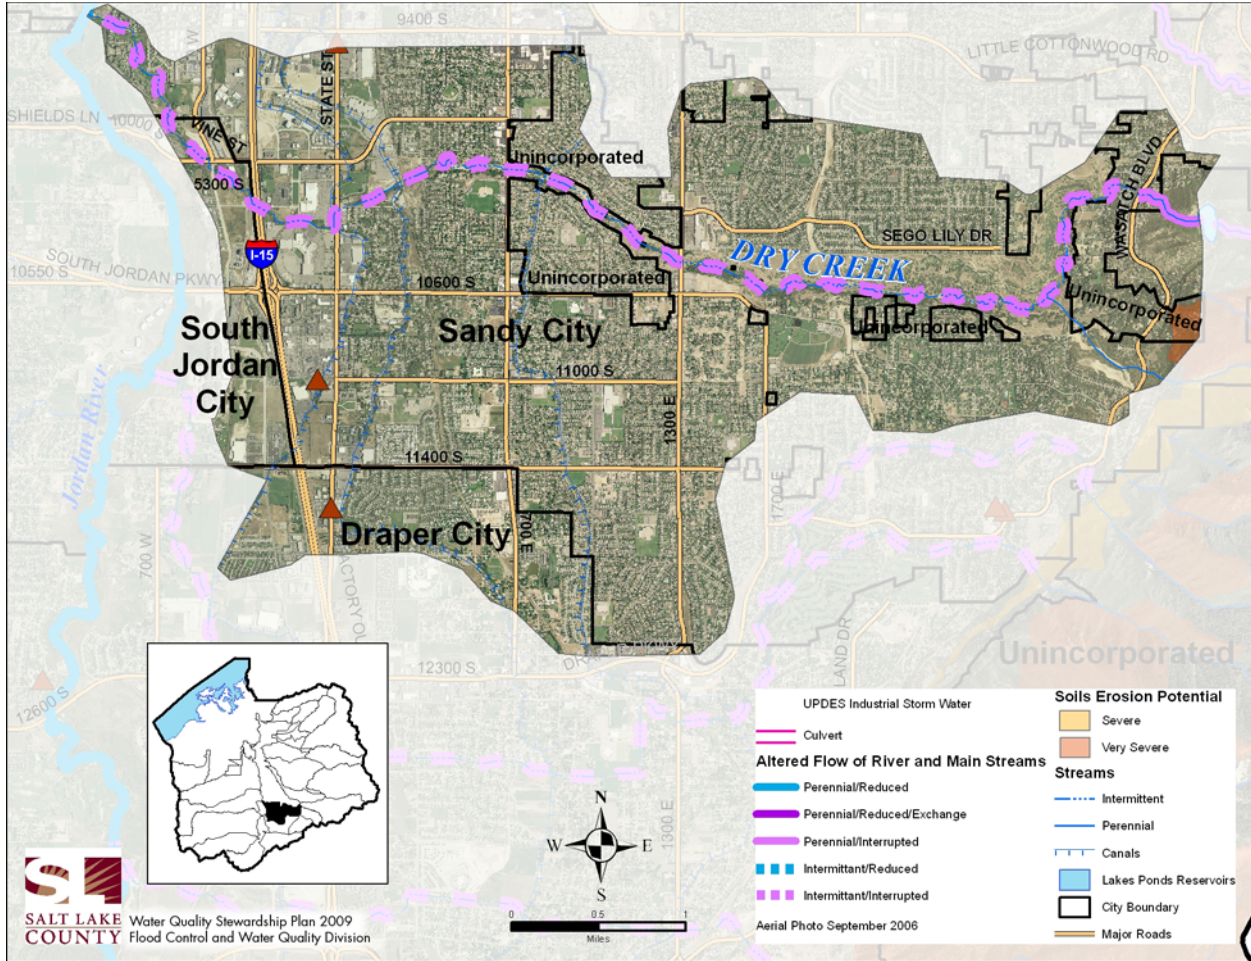 9400 S
LITTLE COTTONWOOD RD
STATE ST
SHIELDS LN
10000 S
VINE ST
WASATCH BLVD
Unincorporated
5300 S
SEGO LILY DR
DRY CREEK
I-15
10550 S
SOUTH JORDAN PKWY
10600 S
Unincorporated
Unincorporated
Unincorporated
South
Jordan
City
Sandy City
11000 S
1300 E
Jordan River
11400 S
Draper City
700 E
1700 E
700 W
12300 S
12600 S
Unincorporated
1300 E
UPDES Industrial Storm Water
Culvert
Altered Flow of River and Main Streams
Perennial/Reduced
Perennial/Reduced/Exchange
Perennial/Interrupted
Intermittant/Reduced
Intermittant/Interrupted
Aerial Photo September 2006
Soils Erosion Potential
Severe
Very Severe
Streams
Intermittent
Perennial
Canals
Lakes Ponds Reservoirs
City Boundary
Major Roads
N
W
E
S
0
0.5
1
Miles
SL
SALT LAKE
COUNTY
Water Quality Stewardship Plan 2009
Flood Control and Water Quality Division